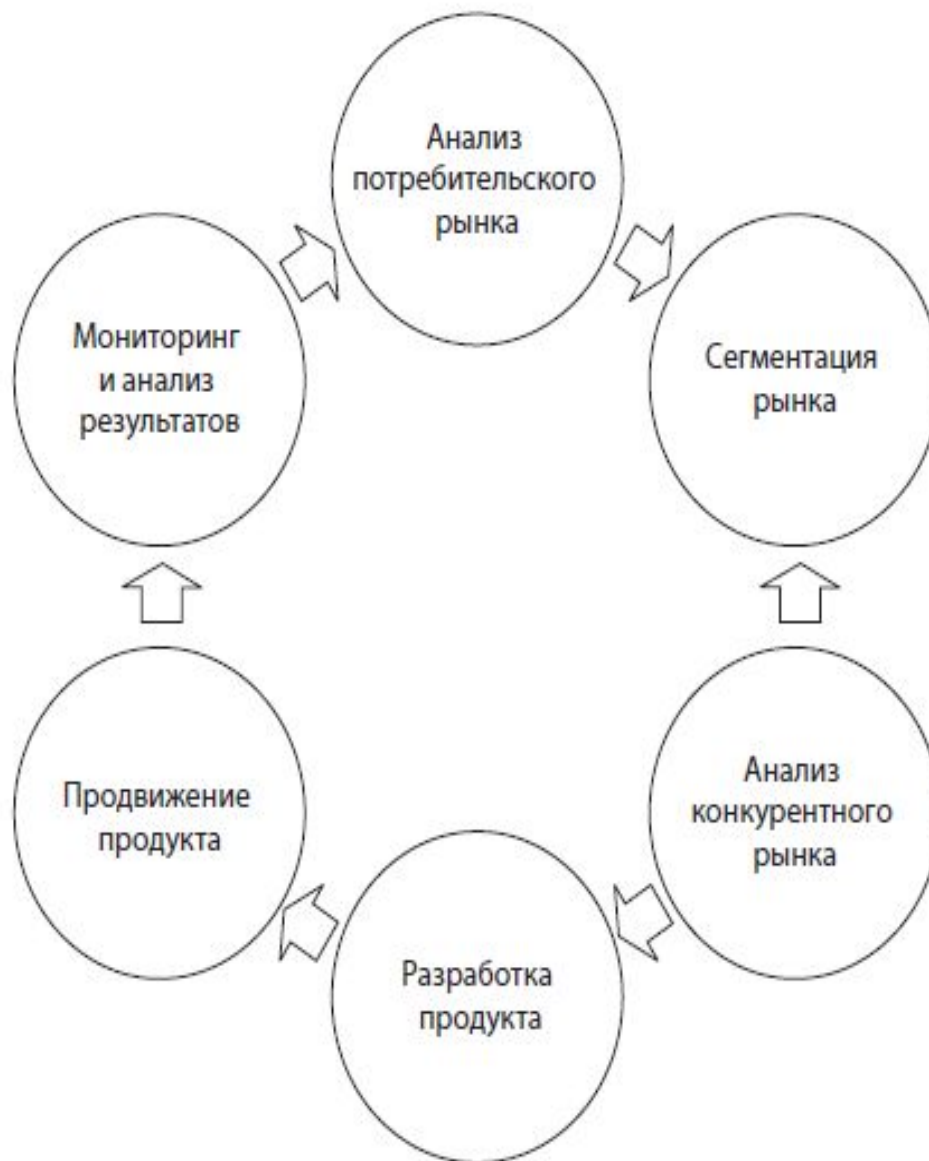 Анализ
потребительского
рынка
Сегментация
рынка
Анализ
конкурентного
рынка
Разработка
продукта
Продвижение
продукта
Мониторинг
и анализ
результатов